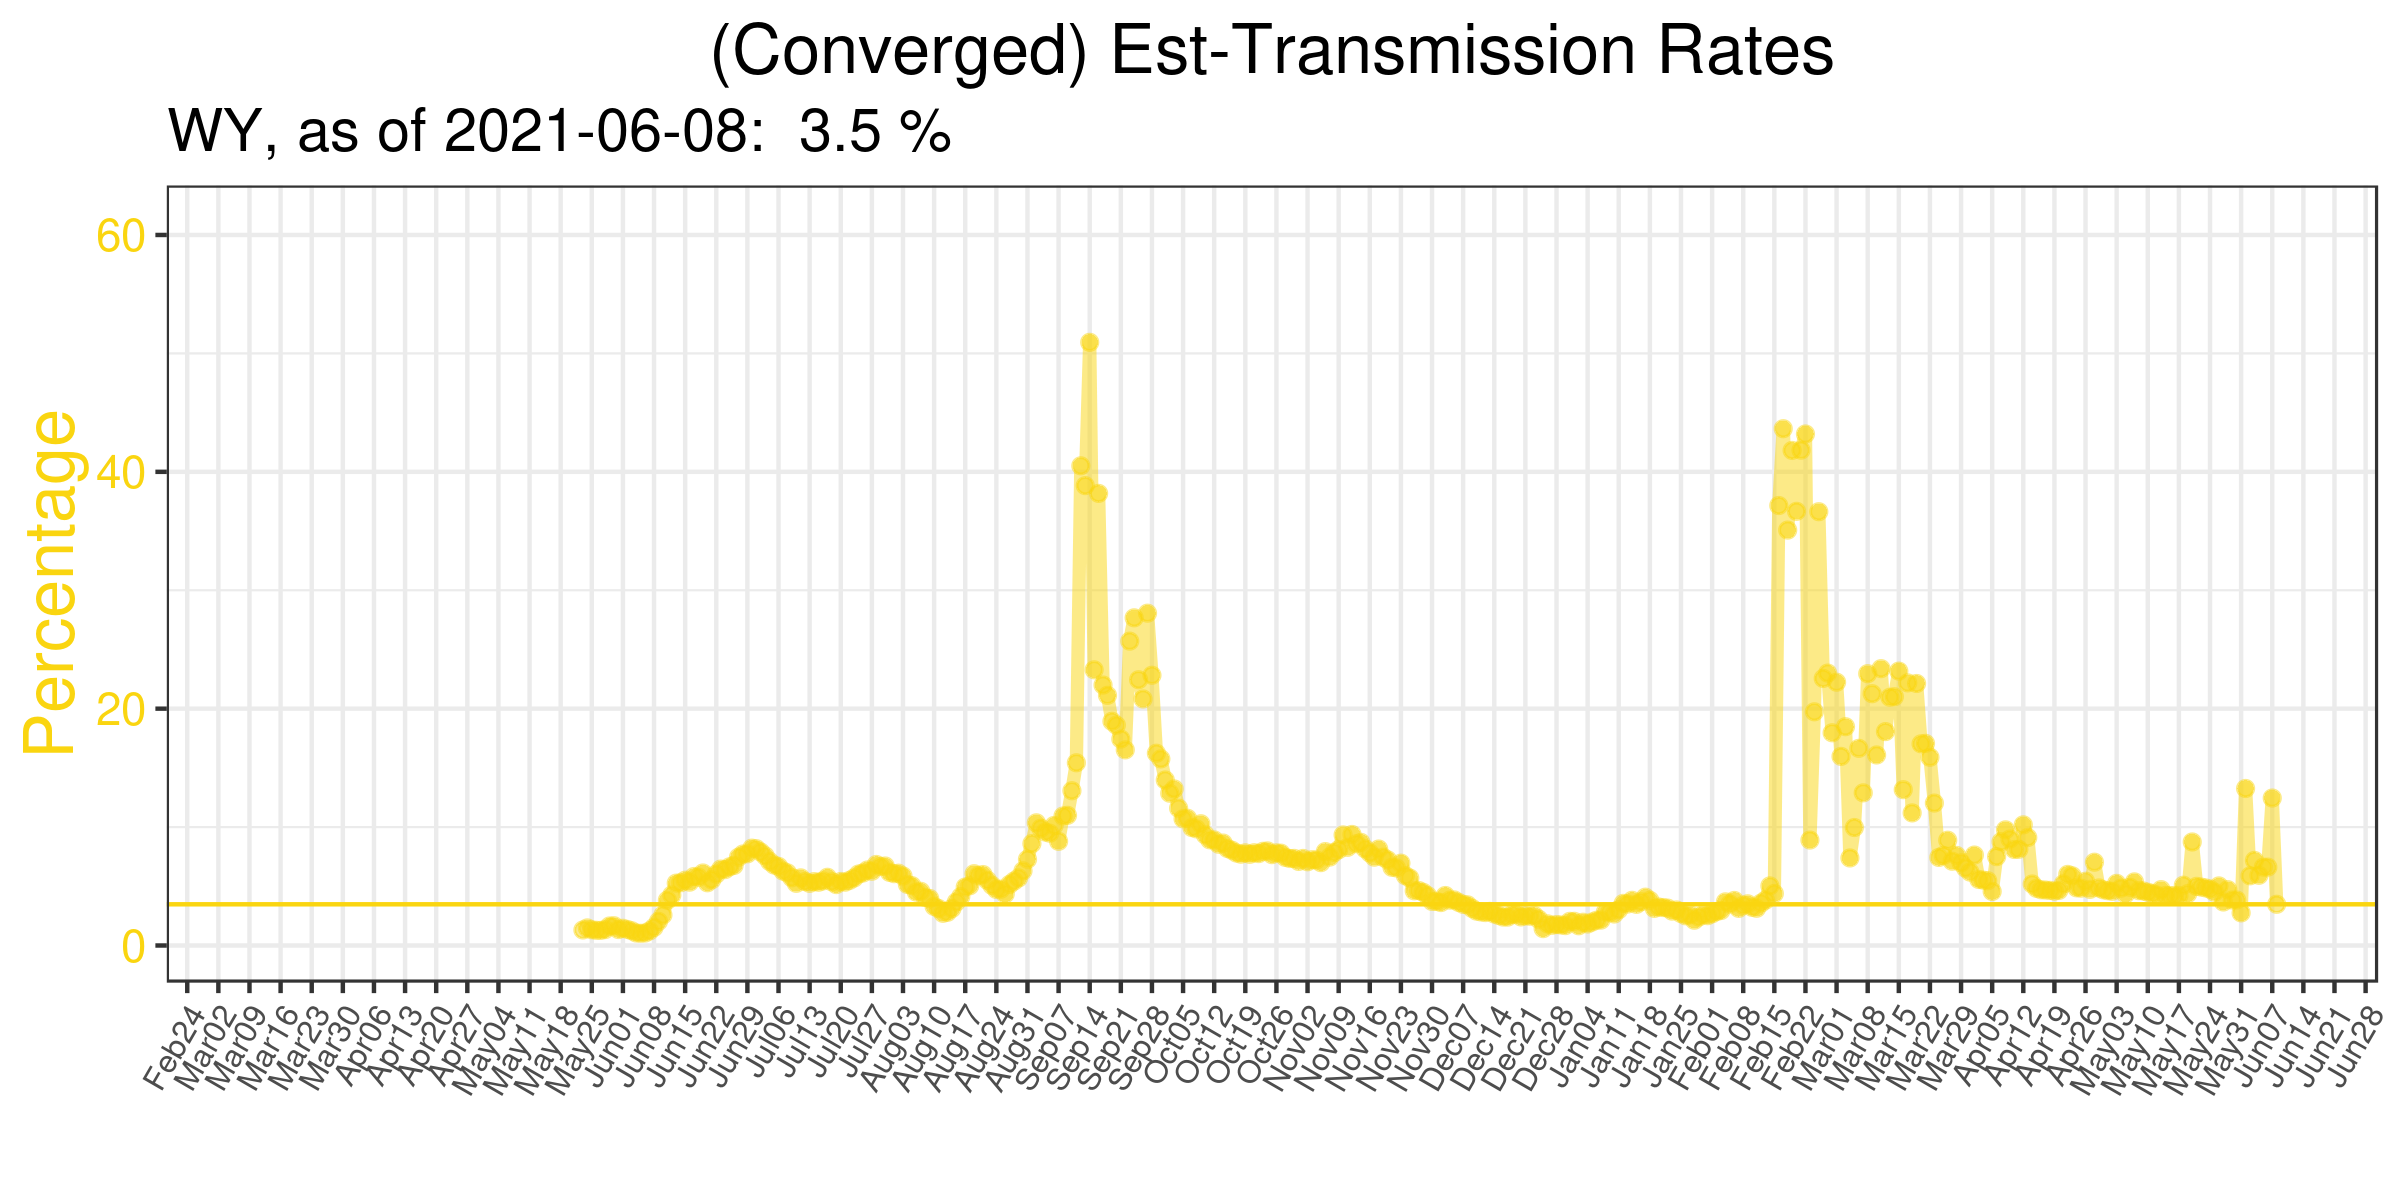 (Converged) Est-Transmission Rates
WY, as of 2021-06-08:  3.5 %
Percentage
60
40
20
0
Feb24
Mar02
Mar09
Mar16
Mar23
Mar30
Apr06
Apr13
Apr20
Apr27
May04
May11
May18
May25
Jun01
Jun08
Jun15
Jun22
Jun29
Jul06
Jul13
Jul20
Jul27
Aug03
Aug10
Aug17
Aug24
Aug31
Sep07
Sep14
Sep21
Sep28
Oct05
Oct12
Oct19
Oct26
Nov02
Nov09
Nov16
Nov23
Nov30
Dec07
Dec14
Dec21
Dec28
Jan04
Jan11
Jan18
Jan25
Feb01
Feb08
Feb15
Feb22
Mar01
Mar08
Mar15
Mar22
Mar29
Apr05
Apr12
Apr19
Apr26
May03
May10
May17
May24
May31
Jun07
Jun14
Jun21
Jun28